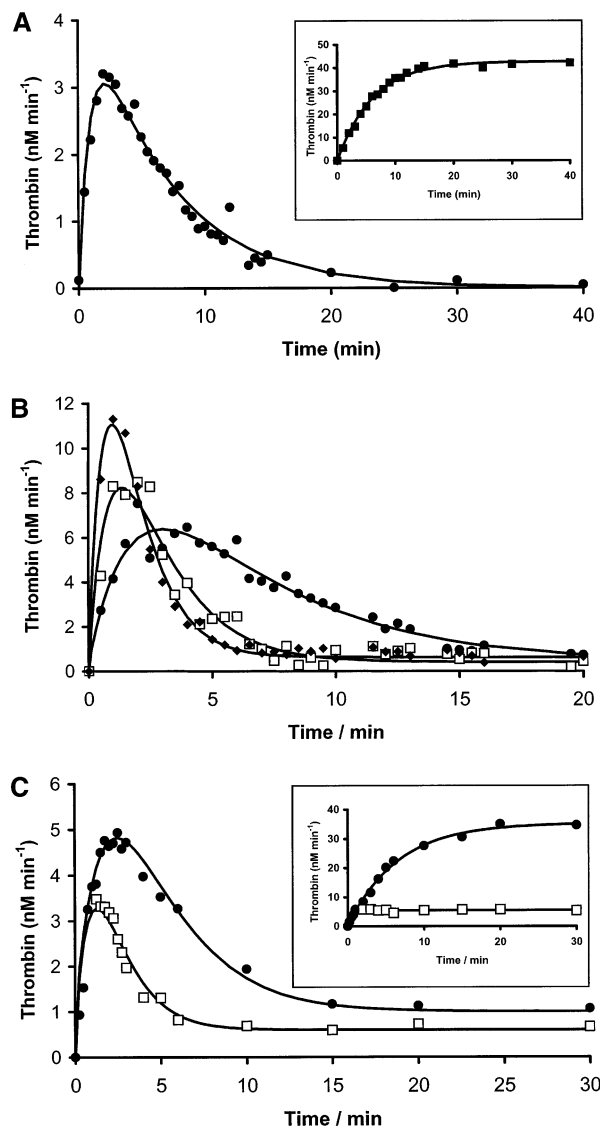 A
Thrombin (nM min-1)
4
3
2
1
0
0 10 20 30 40
Time (min)
Thrombin (nM min-1)
50
40
30
20
10
0
0 10 20 30 40
Time (min)
B
Thrombin (nM min-1)
12
10
8
6
4
2
0
0 5 10 15 20
Time / min
C
Thrombin (nM min-1)
6
5
4
3
2
1
0
0 5 10 15 20 25 30
Time / min
Thrombin (nM min-1)
40
30
20
10
0
0 10 20 30
Time / min